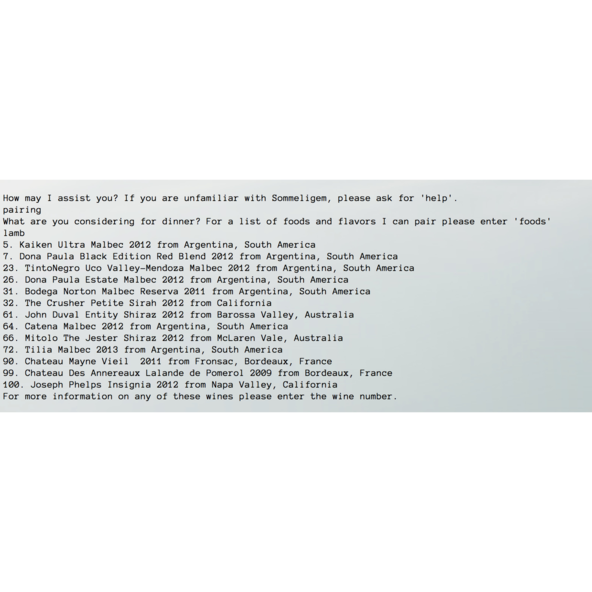 How may I assist you? If you are unfamiliar with Sommeligem, please ask for 'help'.
pairing
What are you considering for dinner? For a list of foods and flavors I can pair please enter 'foods'
lamb
5. Kaiken Ultra Malbec 2012 from Argentina, South America
7. Dona Paula Black Edition Red Blend 2012 from Argentina, South America
23. TintoNegro Uco Valley-Mendoza Malbec 2012 from Argentina, South America
26. Dona Paula Estate Malbec 2012 from Argentina, South America
31. Bodega Norton Malbec Reserva 2011 from Argentina, South America
32. The Crusher Petite Sirah 2012 from California
61. John Duval Entity Shiraz 2012 from Barossa Valley, Australia
64. Catena Malbec 2012 from Argentina, South America
66. Mitolo The Jester Shiraz 2012 from McLaren Vale, Australia
72. Tilia Malbec 2013 from Argentina, South America
90. Chateau Mayne Vieil  2011 from Fronsac, Bordeaux, France
99. Chateau Des Annereaux Lalande de Pomerol 2009 from Bordeaux, France
100. Joseph Phelps Insignia 2012 from Napa Valley, California
For more information on any of these wines please enter the wine number.